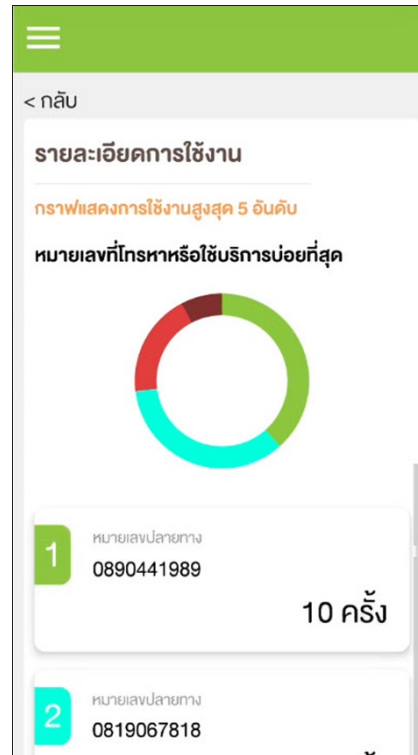 < กลับ
รายละเอียดการใช้งาน
กราฟแสดงการใช้งานสูงสุด 5 อันดับ
หมายเลขที่โทรหาหรือใช้บริการบ่อยที่สุด
1
หมายเลขปลายทาง
0890441989
10 ครั้ง
2
หมายเลขปลายทาง
0819067818